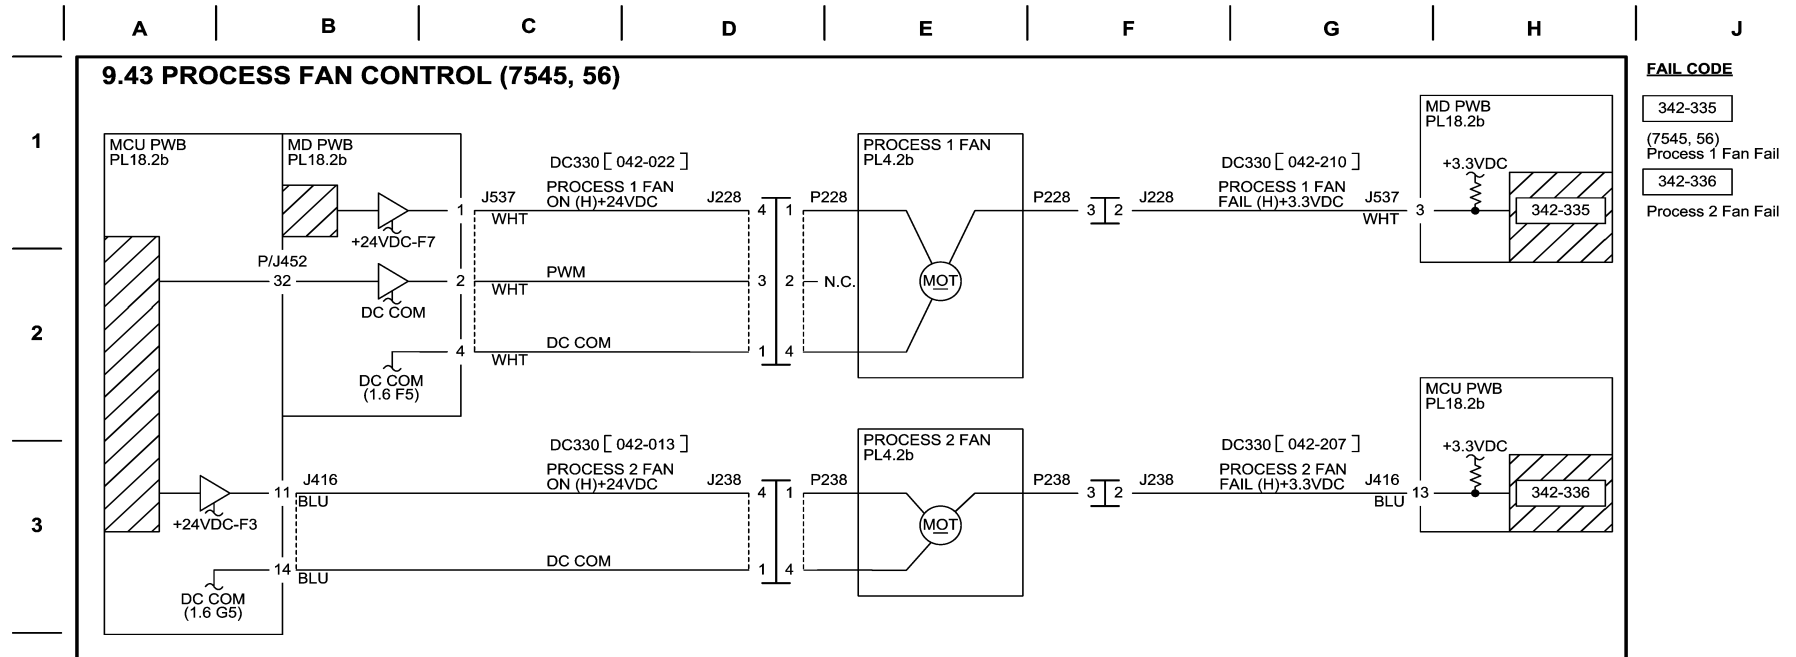 A B C D E F G H J
9.43 PROCESS FAN CONTROL (7545, 56)
FAIL CODE
342-335
(7545, 56)
Process 1 Fan Fail
342-336
Process 2 Fan Fail
1
2
3
MCU PWB
PL18.2b
MD PWB
PL18.2b
+24VDC-F7
P/J452
32
DC COM
DC COM
(1.6 F5)
1
2
4
J537
WHT
WHT
WHT
DC330 [ 042-022 ]
PROCESS 1 FAN
ON (H)+24VDC
PWM
DC COM
J228
4 1
3 2
1 4
P228
N.C.
PROCESS 1 FAN
PL4.2b
MOT
P228
3 2
J228
DC330 [ 042-210 ]
PROCESS 1 FAN
FAIL (H)+3.3VDC
J537
WHT
3
MD PWB
PL18.2b
+3.3VDC
342-335
+24VDC-F3
DC COM
(1.6 G5)
11
14
J416
BLU
BLU
DC330 [ 042-013 ]
PROCESS 2 FAN
ON (H)+24VDC
DC COM
J238
4 1
1 4
P238
PROCESS 2 FAN
PL4.2b
MOT
P238
3 2
J238
DC330 [ 042-207 ]
PROCESS 2 FAN
FAIL (H)+3.3VDC
J416
BLU
13
MCU PWB
PL18.2b
+3.3VDC
342-336